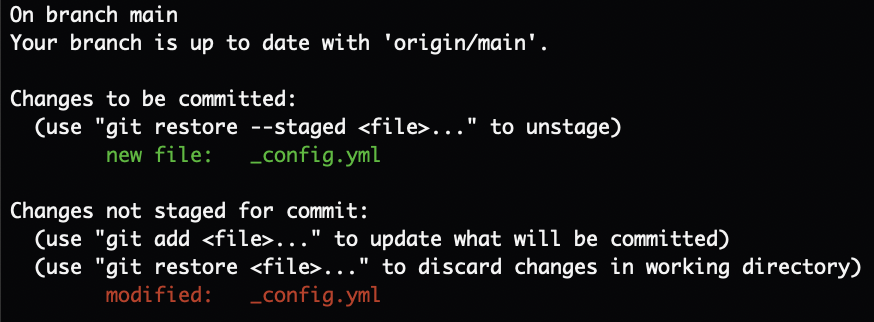 On branch main
Your branch is up to date with 'origin/main'.

Changes to be committed:
  (use "git restore --staged <file>..." to unstage)
        new file:   _config.yml

Changes not staged for commit:
  (use "git add <file>..." to update what will be committed)
  (use "git restore <file>..." to discard changes in working directory)
        modified:   _config.yml